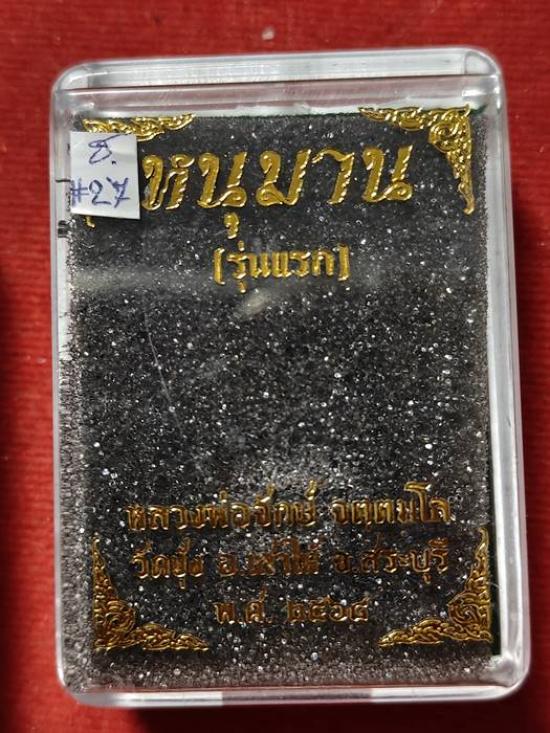 ธ.
#27
หนุมาน
(รุ่นแรก)
หลวงพ่อจักษ์ จตฺตมโล
วัดชุ้ง อ.เสาไห้ จ.สระบุรี
พ.ศ. ๒๕๖๔